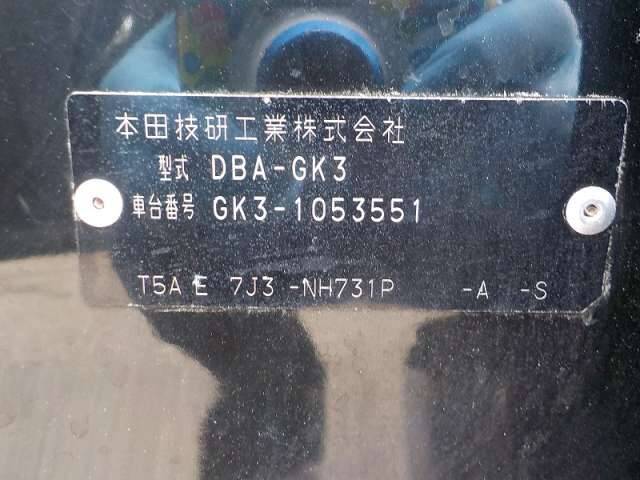 本田技研工業株式会社
型式 DBA-GK3
車台番号 GK3-1053551
T5A E 7J3 -NH731P -A -S